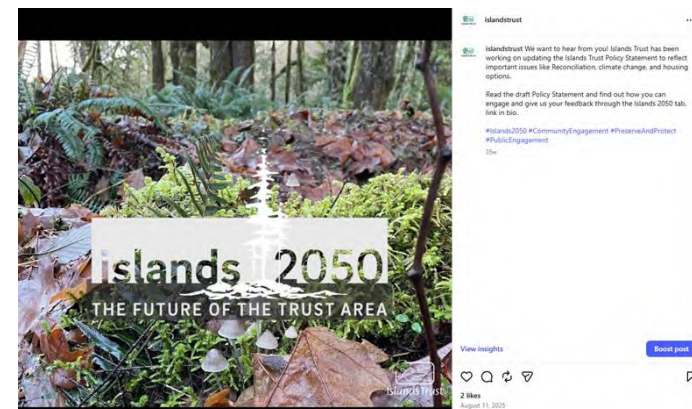 islands 2050
THE FUTURE OF THE TRUST AREA
Islands Trust
islandstrust
islandstrust We want to hear from you! Islands Trust has been
working on updating the Islands Trust Policy Statement to reflect
important issues like Reconciliation, climate change, and housing
options.
Read the draft Policy Statement and find out how you can
engage and give us your feedback through the Islands 2050 tab.
link in bio.
#Islands2050 #CommunityEngagement #PreserveAndProtect
#PublicEngagement
35w
View insights
Boost post
2 likes
August 11, 2025